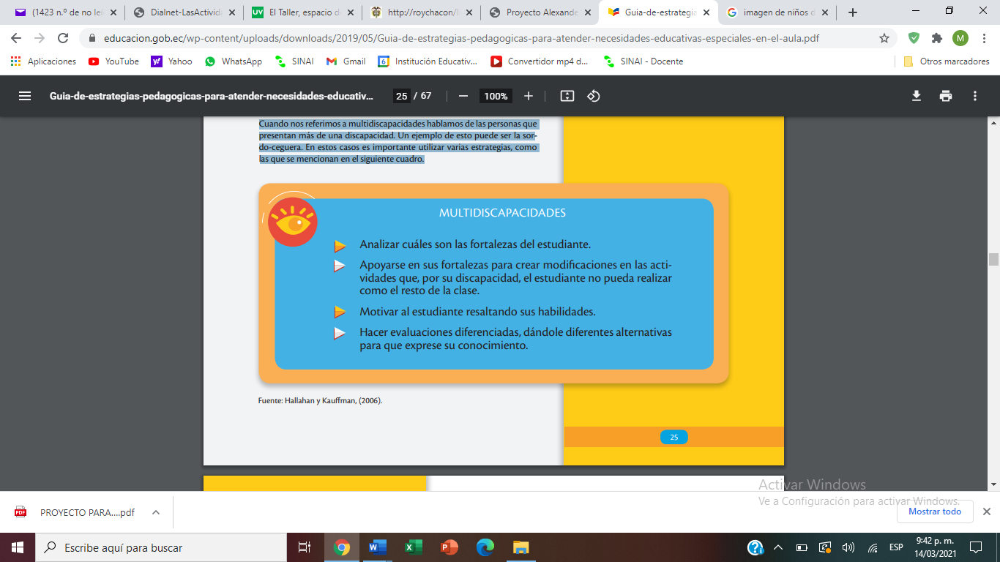 (1423 n.º de no le
Dialnet-LasActivid
El Taller, espacio d
http://roychacon/
Proyecto Alexande
Guia-de-estrategia
imagen de niños d
educacion.gob.ec/wp-content/uploads/downloads/2019/05/Guia-de-estrategias-pedagogicas-para-atender-necesidades-educativas-especiales-en-el-aula.pdf
M
Aplicaciones
YouTube
Yahoo
WhatsApp
SINAI
Gmail
Institución Educativ...
Convertidor mp4 d...
SINAI - Docente
Otros marcadores
Guia-de-estrategias-pedagogicas-para-atender-necesidades-educativ...
25 / 67
100%
Cuando nos referimos a multidiscapacidades hablamos de las personas que
presentan más de una discapacidad. Un ejemplo de esto puede ser la sor-
do-ceguera. En estos casos es importante utilizar varias estrategias, como
las que se mencionan en el siguiente cuadro.
MULTIDISCAPACIDADES
Analizar cuáles son las fortalezas del estudiante.
Apoyarse en sus fortalezas para crear modificaciones en las acti-
vidades que, por su discapacidad, el estudiante no pueda realizar
como el resto de la clase.
Motivar al estudiante resaltando sus habilidades.
Hacer evaluaciones diferenciadas, dándole diferentes alternativas
para que exprese su conocimiento.
Fuente: Hallahan y Kauffman, (2006).
25
Activar Windows
Ve a Configuración para activar Windows.
PROYECTO PARA....pdf
Mostrar todo
Escribe aquí para buscar
ESP
9:42 p. m.
14/03/2021